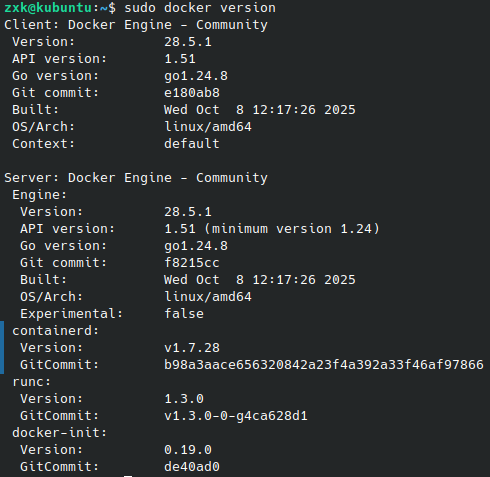 zxk@kubuntu:~$ sudo docker version
Client: Docker Engine - Community
 Version:           28.5.1
 API version:       1.51
 Go version:        go1.24.8
 Git commit:        e180ab8
 Built:             Wed Oct  8 12:17:26 2025
 OS/Arch:           linux/amd64
 Context:           default

Server: Docker Engine - Community
 Engine:
  Version:          28.5.1
  API version:      1.51 (minimum version 1.24)
  Go version:       go1.24.8
  Git commit:       f8215cc
  Built:            Wed Oct  8 12:17:26 2025
  OS/Arch:          linux/amd64
  Experimental:     false
 containerd:
  Version:          v1.7.28
  GitCommit:        b98a3aace656320842a23f4a392a33f46af97866
 runc:
  Version:          1.3.0
  GitCommit:        v1.3.0-0-g4ca628d1
 docker-init:
  Version:          0.19.0
  GitCommit:        de40ad0